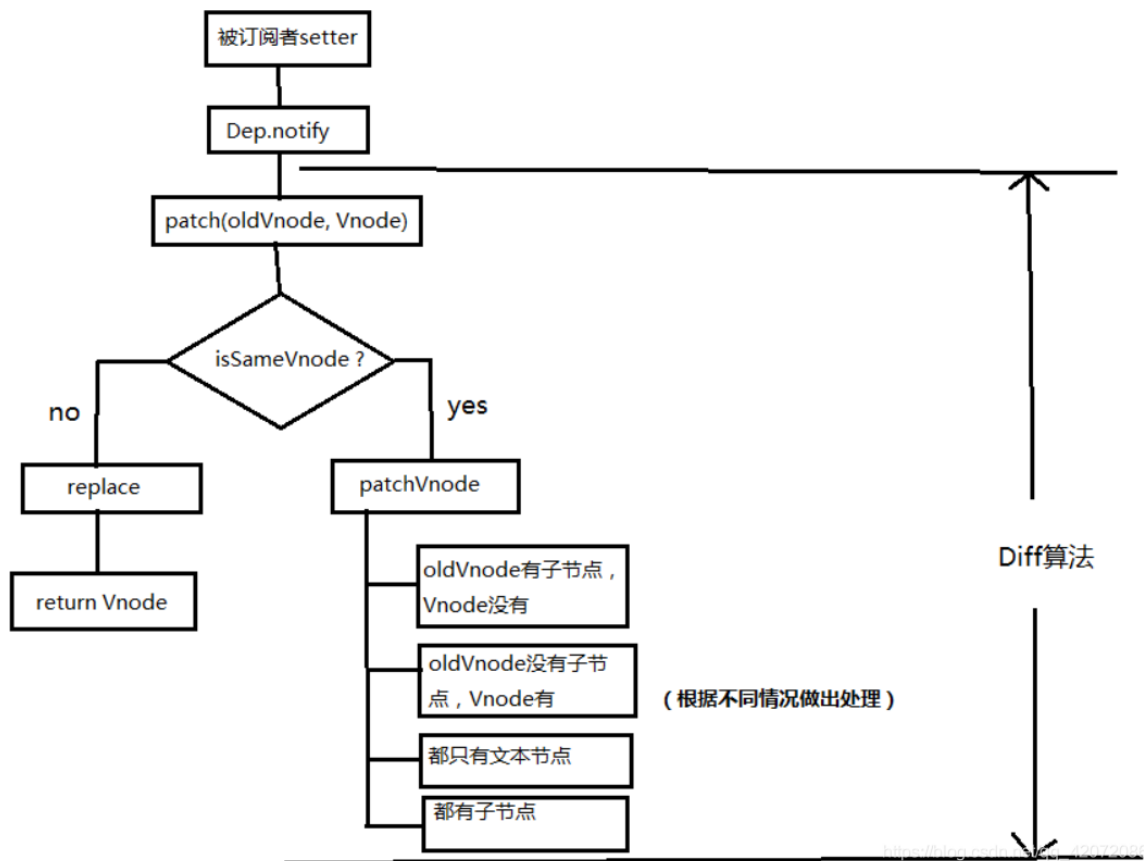 被订阅者setter
Dep.notify
patch(oldVnode, Vnode)
isSameVnode ?
no
yes
replace
patchVnode
return Vnode
oldVnode有子节点，
Vnode没有
oldVnode没有子节
点，Vnode有
（根据不同情况做出处理）
都只有文本节点
都有子节点
Diff算法